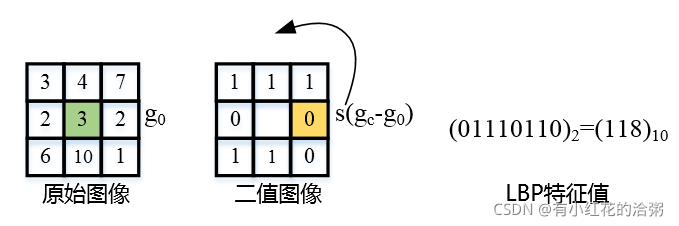 3 4 7
2 3 2 g0
6 10 1
原始图像
1 1 1
0 0 s(gc-g0)
1 1 0
二值图像
(01110110)2=(118)10
LBP特征值
CSDN @有小红花的洽粥